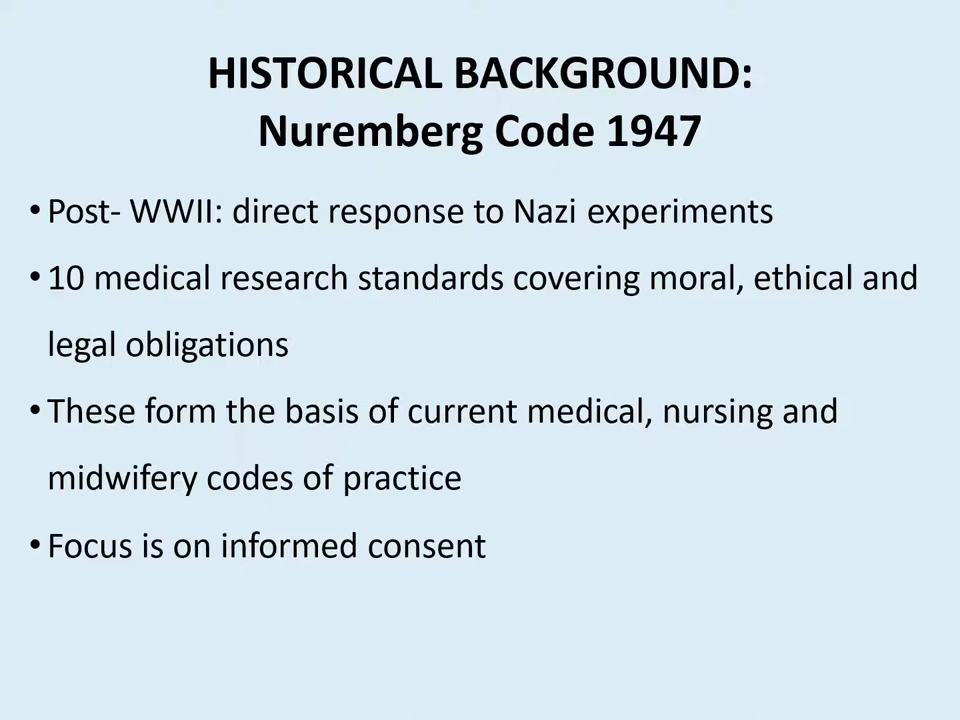 HISTORICAL BACKGROUND:
Nuremberg Code 1947
• Post- WWII: direct response to Nazi experiments
• 10 medical research standards covering moral, ethical and
legal obligations
• These form the basis of current medical, nursing and
midwifery codes of practice
• Focus is on informed consent